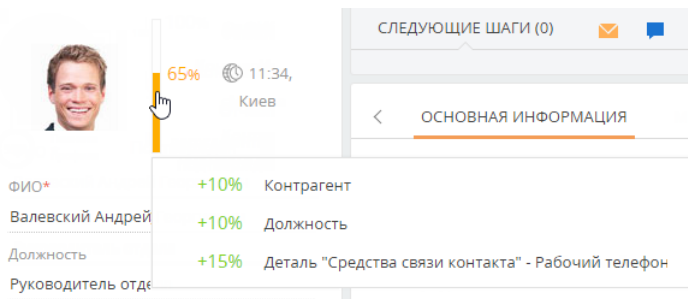 СЛЕДУЮЩИЕ ШАГИ (0)
65%
11:34,
Киев
ОСНОВНАЯ ИНФОРМАЦИЯ
ФИО*
Валевский Андрей
Должность
Руководитель
+10% Контрагент
+10% Должность
+15% Деталь "Средства связи контакта" - Рабочий телефон